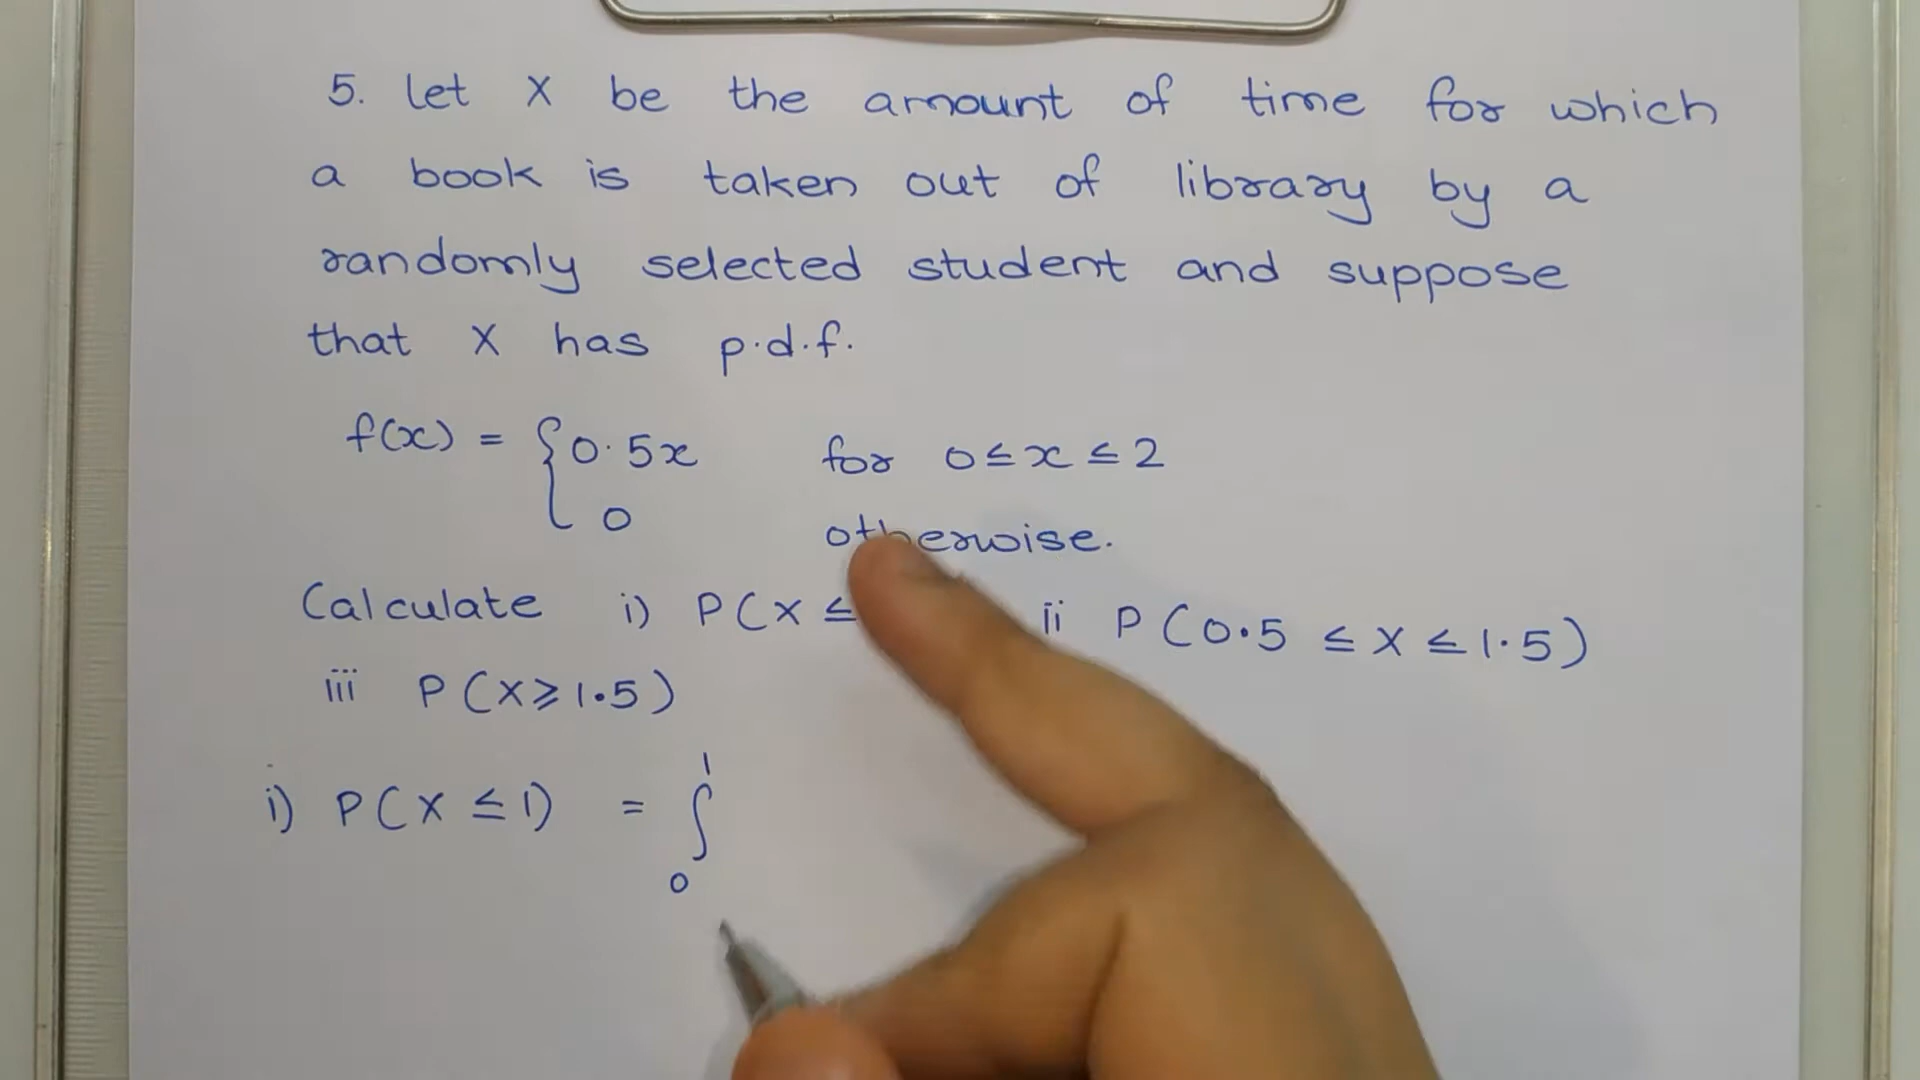 5. Let X be the amount of time for which
a book is taken out of library by a
randomly selected student and suppose
that X has p.d.f.
f(x) = { 0.5x for 0 ≤ x ≤ 2
0 otherwise.
Calculate i) P(X ≤ ii P(0.5 ≤ X ≤ 1.5)
iii P(X ≥ 1.5)
i) P(X ≤ 1) = ∫ 0 1